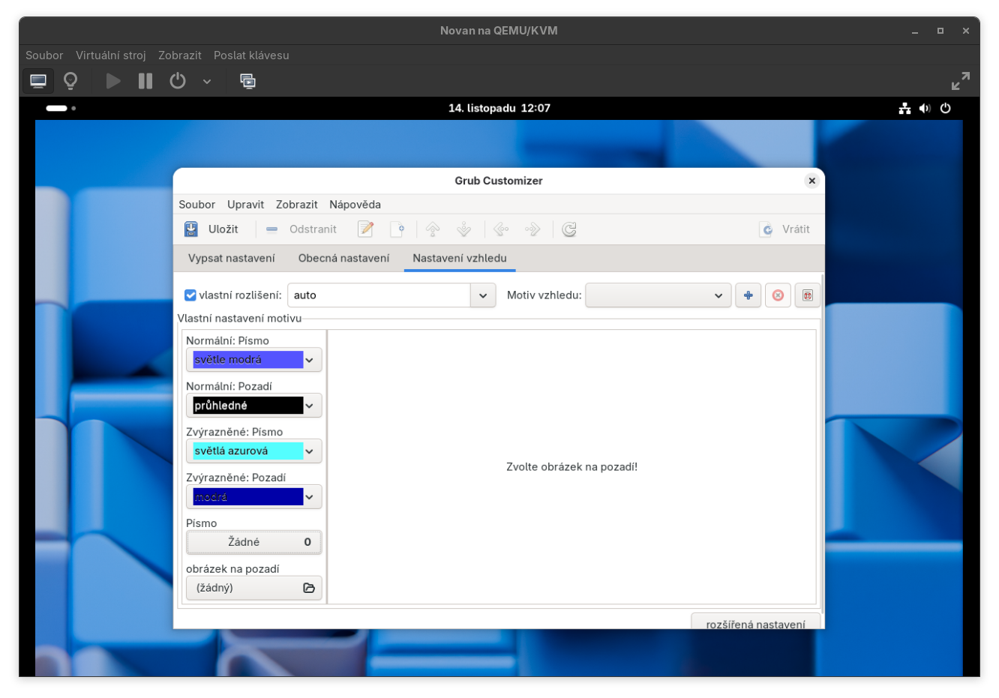 Novan na QEMU/KVM
Soubor Virtuální stroj Zobrazit Poslat klávesu
14. listopadu 12:07
Grub Customizer
Soubor Upravit Zobrazit Nápověda
Uložit Odstranit Vrátit
Vypsat nastavení Obecná nastavení Nastavení vzhledu
vlastní rozlišení: auto Motiv vzhledu:
Vlastní nastavení motivu
Normální: Písmo
světle modrá
Normální: Pozadí
průhledné
Zvýrazněné: Písmo
světlá azurová
Zvýrazněné: Pozadí
modrá
Písmo
Žádné 0
obrázek na pozadí
(žádný)
Zvolte obrázek na pozadí!
rozšířená nastavení